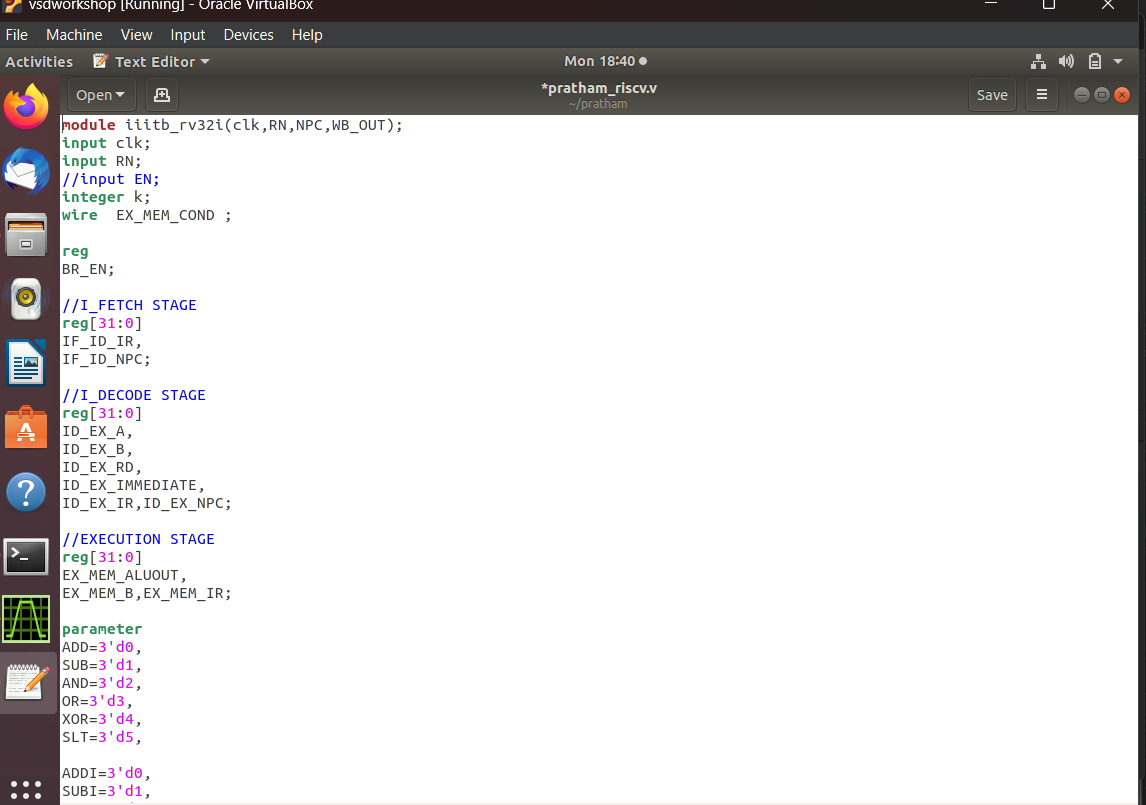 vsdworkshop [Running] - Oracle VirtualBox
File Machine View Input Devices Help
Activities Text Editor Mon 18:40
Open *pratham_riscv.v Save
~/pratham
module iiitb_rv32i(clk,RN,NPC,WB_OUT);
input clk;
input RN;
//input EN;
integer k;
wire  EX_MEM_COND ;
reg
BR_EN;
//I_FETCH STAGE
reg[31:0]
IF_ID_IR,
IF_ID_NPC;
//I_DECODE STAGE
reg[31:0]
ID_EX_A,
ID_EX_B,
ID_EX_RD,
ID_EX_IMMEDIATE,
ID_EX_IR,ID_EX_NPC;
//EXECUTION STAGE
reg[31:0]
EX_MEM_ALUOUT,
EX_MEM_B,EX_MEM_IR;
parameter
ADD=3'd0,
SUB=3'd1,
AND=3'd2,
OR=3'd3,
XOR=3'd4,
SLT=3'd5,
ADDI=3'd0,
SUBI=3'd1,